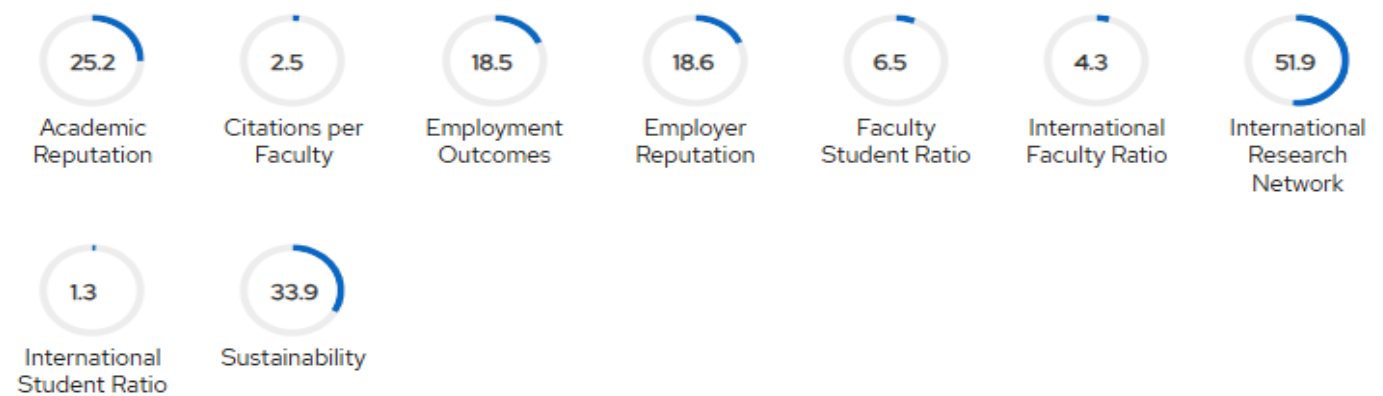 25.2 2.5 18.5 18.6 6.5 4.3 51.9
Academic Citations per Employment Employer Faculty International International
Reputation Faculty Outcomes Reputation Student Ratio Faculty Ratio Research
Network
1.3 33.9
International Sustainability
Student Ratio